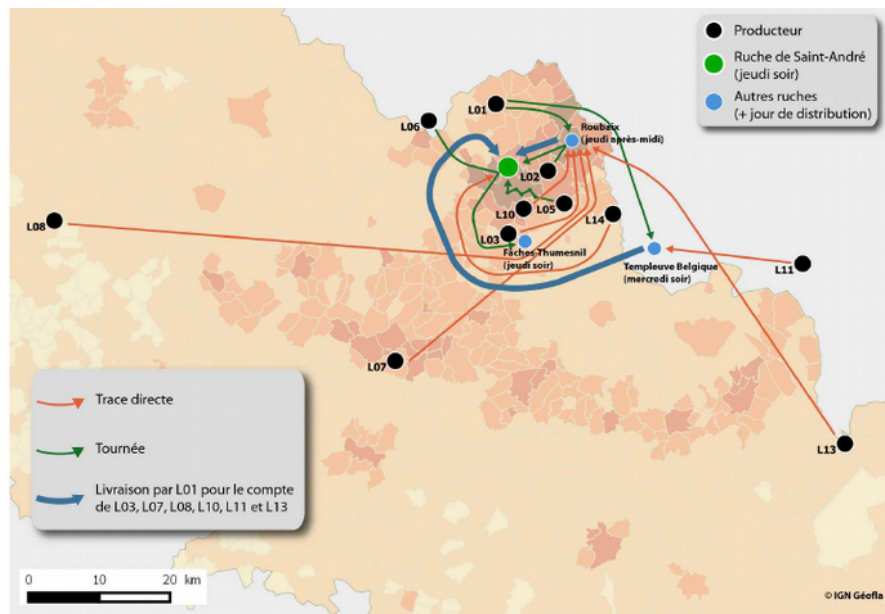 Producteur
Ruche de Saint-André
(jeudi soir)
Autres ruches
(+ jour de distribution)
L01
L06
Roubaix
(jeudi après-midi)
L02
L08
L10
L05
L14
L03
Faches-Thumesnil
(jeudi soir)
Templeuve Belgique
(mercredi soir)
L11
L07
L13
Trace directe
Tournée
Livraison par L01 pour le compte
de L03, L07, L08, L10, L11 et L13
0 10 20 km
© IGN Géofla